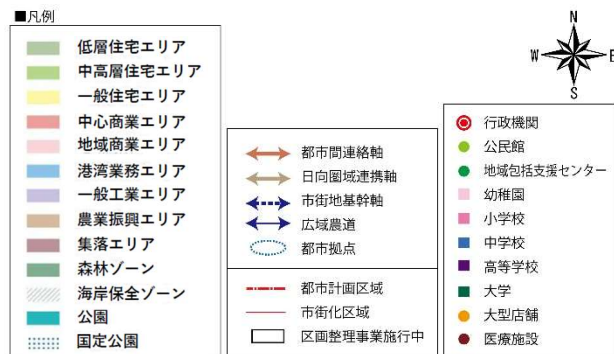 ■凡例
低層住宅エリア
中高層住宅エリア
一般住宅エリア
中心商業エリア
地域商業エリア
港湾業務エリア
一般工業エリア
農業振興エリア
集落エリア
森林ゾーン
海岸保全ゾーン
公園
国定公園
都市間連絡軸
日向圏域連携軸
市街地基幹軸
広域農道
都市拠点
都市計画区域
市街化区域
区画整理事業施行中
N
W E
S
行政機関
公民館
地域包括支援センター
幼稚園
小学校
中学校
高等学校
大学
大型店舗
医療施設